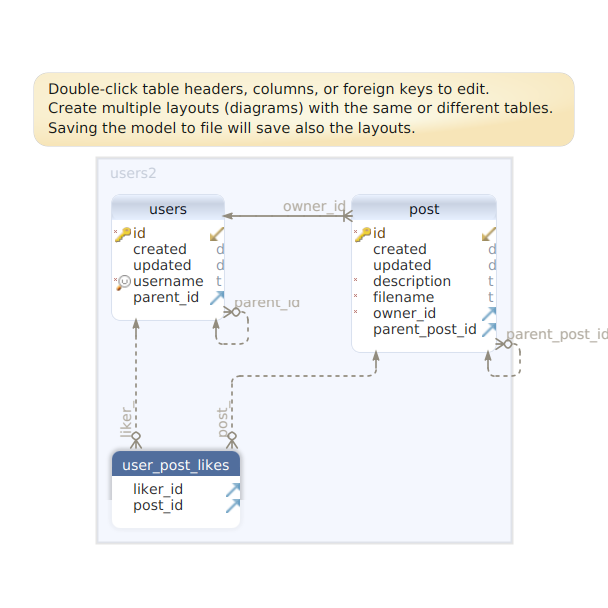 Double-click table headers, columns, or foreign keys to edit.
Create multiple layouts (diagrams) with the same or different tables.
Saving the model to file will save also the layouts.
users2
users
id
created d
updated d
username t
parent_id
owner_id
post
id
created d
updated d
description t
filename t
owner_id
parent_post_id
parent_id
parent_post_id
liker_
post_
user_post_likes
liker_id
post_id